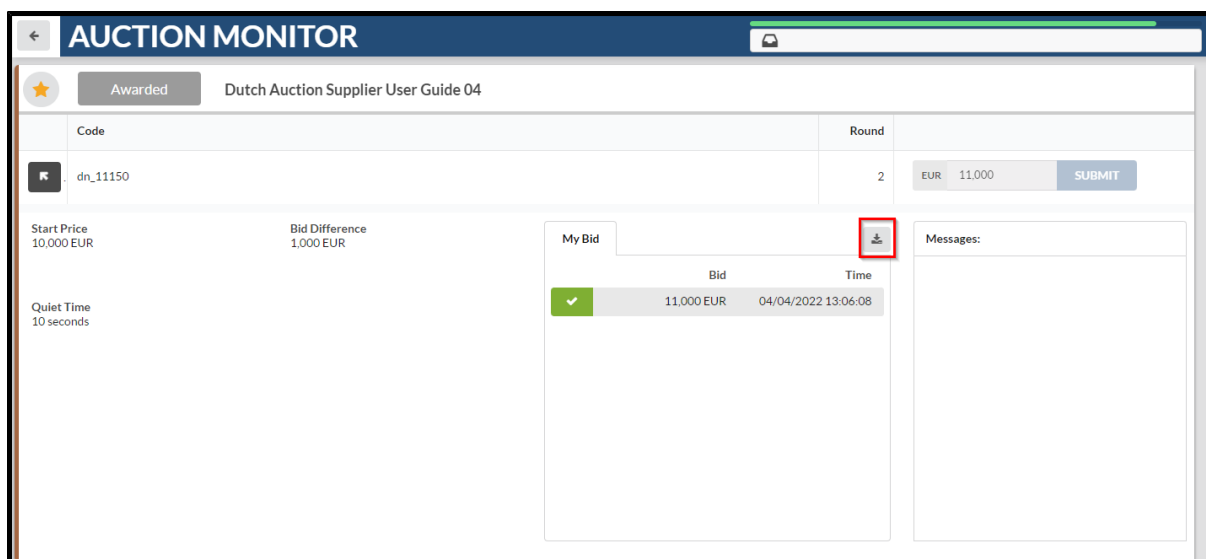 AUCTION MONITOR
Awarded
Dutch Auction Supplier User Guide 04
Code
Round
dn_11150
2
EUR
11,000
SUBMIT
Start Price
10,000 EUR
Bid Difference
1,000 EUR
Quiet Time
10 seconds
My Bid
Bid
Time
11,000 EUR
04/04/2022 13:06:08
Messages: